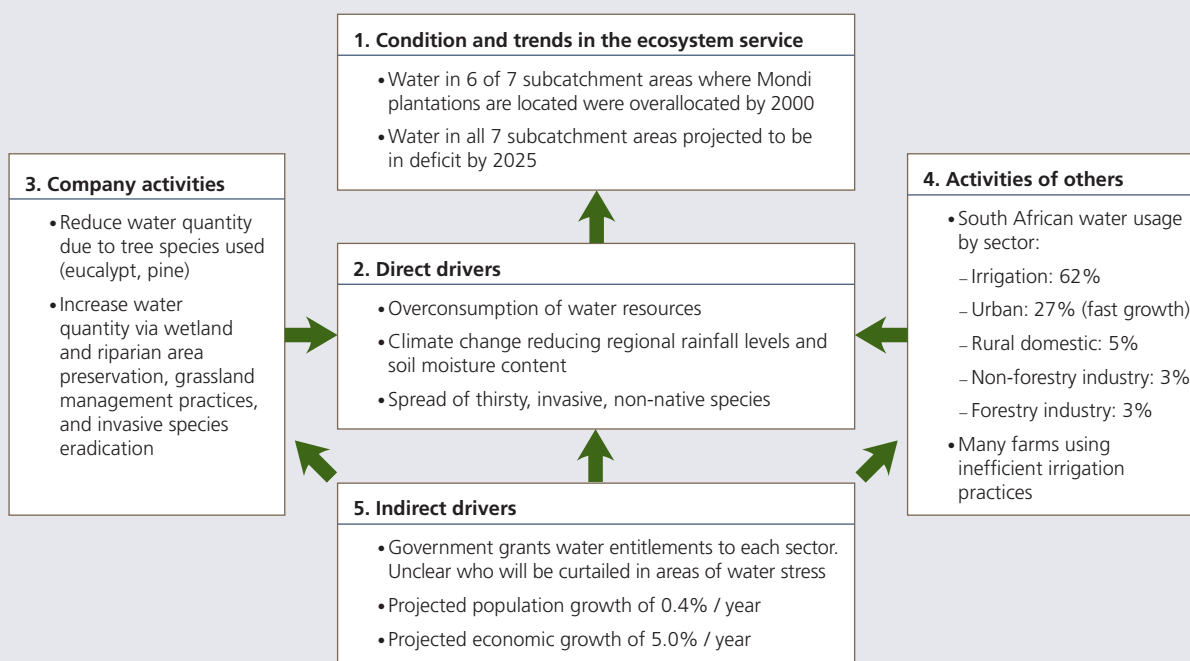 1. Condition and trends in the ecosystem service
• Water in 6 of 7 subcatchment areas where Mondi
plantations are located were overallocated by 2000
• Water in all 7 subcatchment areas projected to be
in deficit by 2025
3. Company activities
• Reduce water quantity
due to tree species used
(eucalypt, pine)
• Increase water
quantity via wetland
and riparian area
preservation, grassland
management practices,
and invasive species
eradication
2. Direct drivers
• Overconsumption of water resources
• Climate change reducing regional rainfall levels and
soil moisture content
• Spread of thirsty, invasive, non-native species
4. Activities of others
• South African water usage
by sector:
– Irrigation: 62%
– Urban: 27% (fast growth)
– Rural domestic: 5%
– Non-forestry industry: 3%
– Forestry industry: 3%
• Many farms using
inefficient irrigation
practices
5. Indirect drivers
• Government grants water entitlements to each sector.
Unclear who will be curtailed in areas of water stress
• Projected population growth of 0.4% / year
• Projected economic growth of 5.0% / year